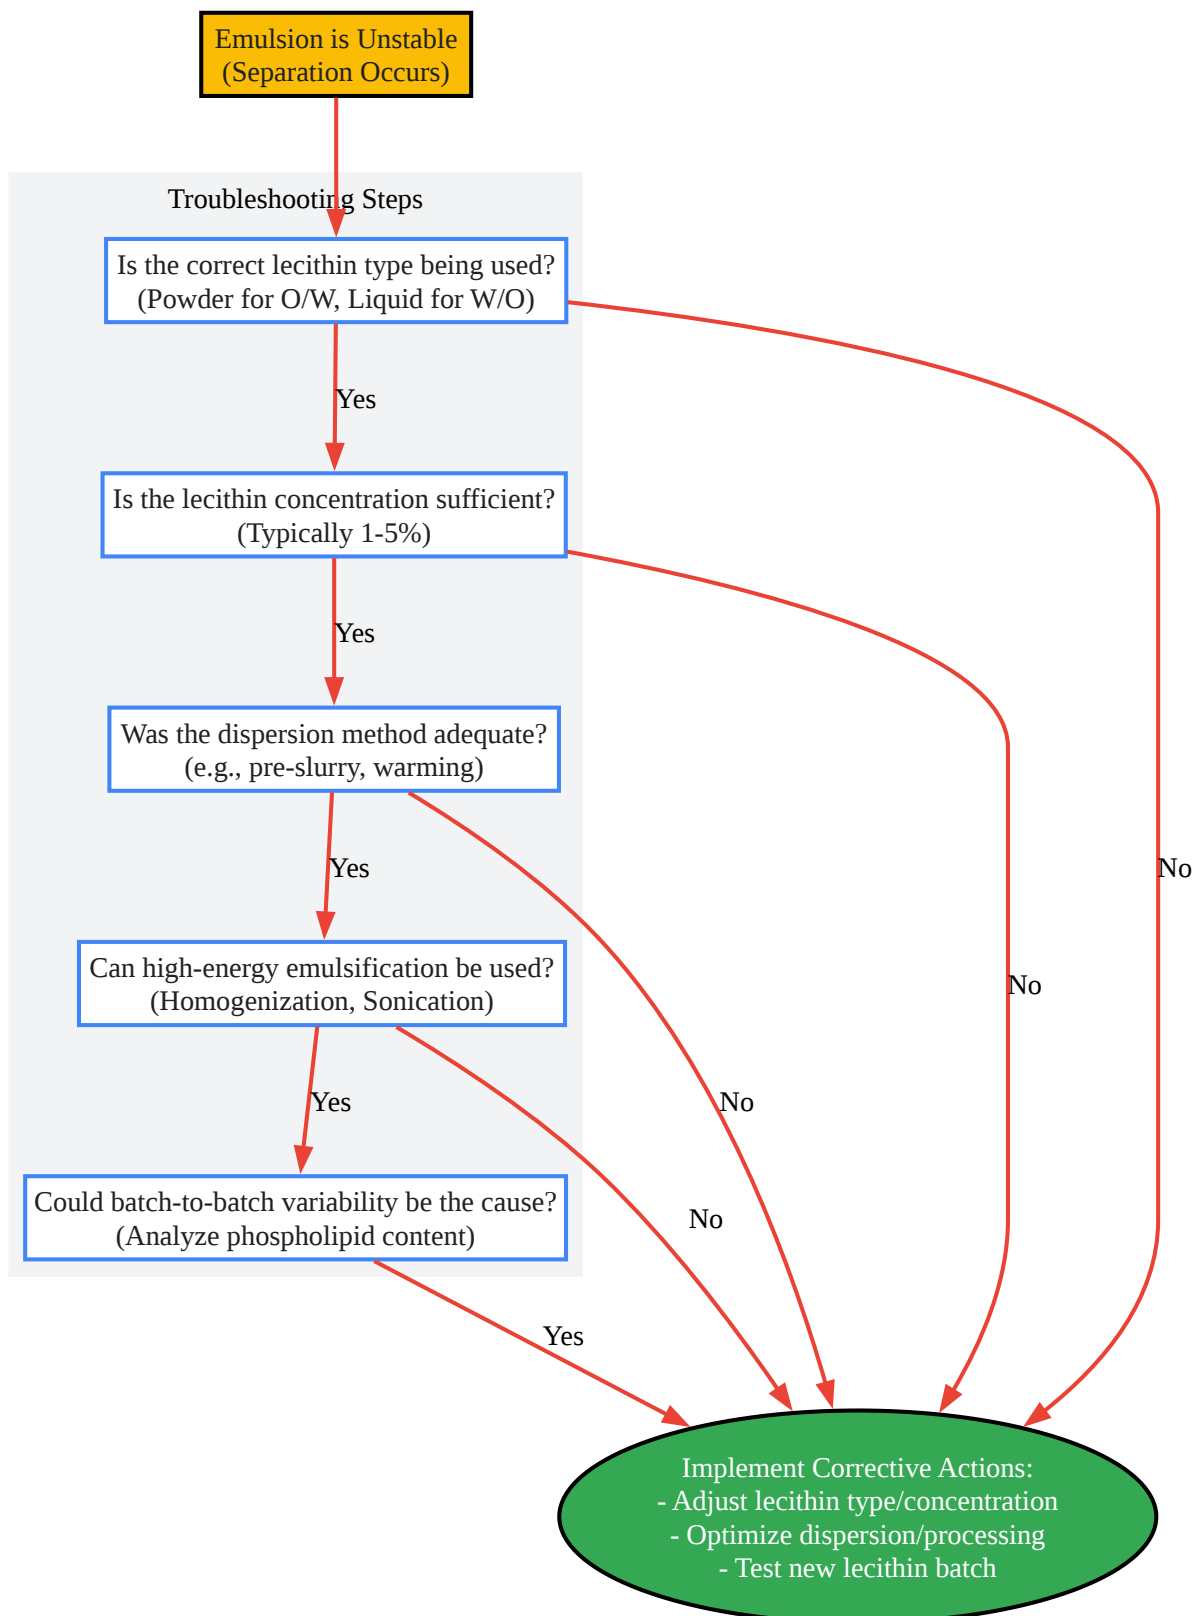 Emulsion is Unstable
(Separation Occurs)
Troubleshooting Steps
Is the correct lecithin type being used?
(Powder for O/W, Liquid for W/O)
Yes
Is the lecithin concentration sufficient?
(Typically 1-5%)
Yes
Was the dispersion method adequate?
(e.g., pre-slurry, warming)
Yes
No
Can high-energy emulsification be used?
(Homogenization, Sonication)
No
Yes
No
Could batch-to-batch variability be the cause?
(Analyze phospholipid content)
No
Yes
Implement Corrective Actions:
- Adjust lecithin type/concentration
- Optimize dispersion/processing
- Test new lecithin batch